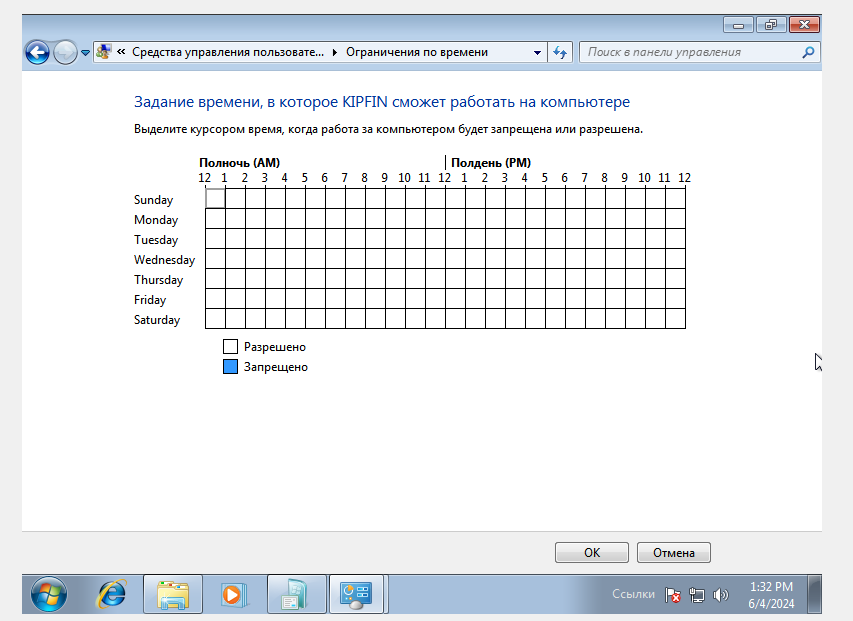 « Средства управления пользовате... ▸ Ограничения по времени
Поиск в панели управления
Задание времени, в которое KIPFIN сможет работать на компьютере
Выделите курсором время, когда работа за компьютером будет запрещена или разрешена.
Полночь (AM) Полдень (PM)
12 1 2 3 4 5 6 7 8 9 10 11 12 1 2 3 4 5 6 7 8 9 10 11 12
Sunday
Monday
Tuesday
Wednesday
Thursday
Friday
Saturday
Разрешено
Запрещено
OK Отмена
Ссылки
1:32 PM
6/4/2024